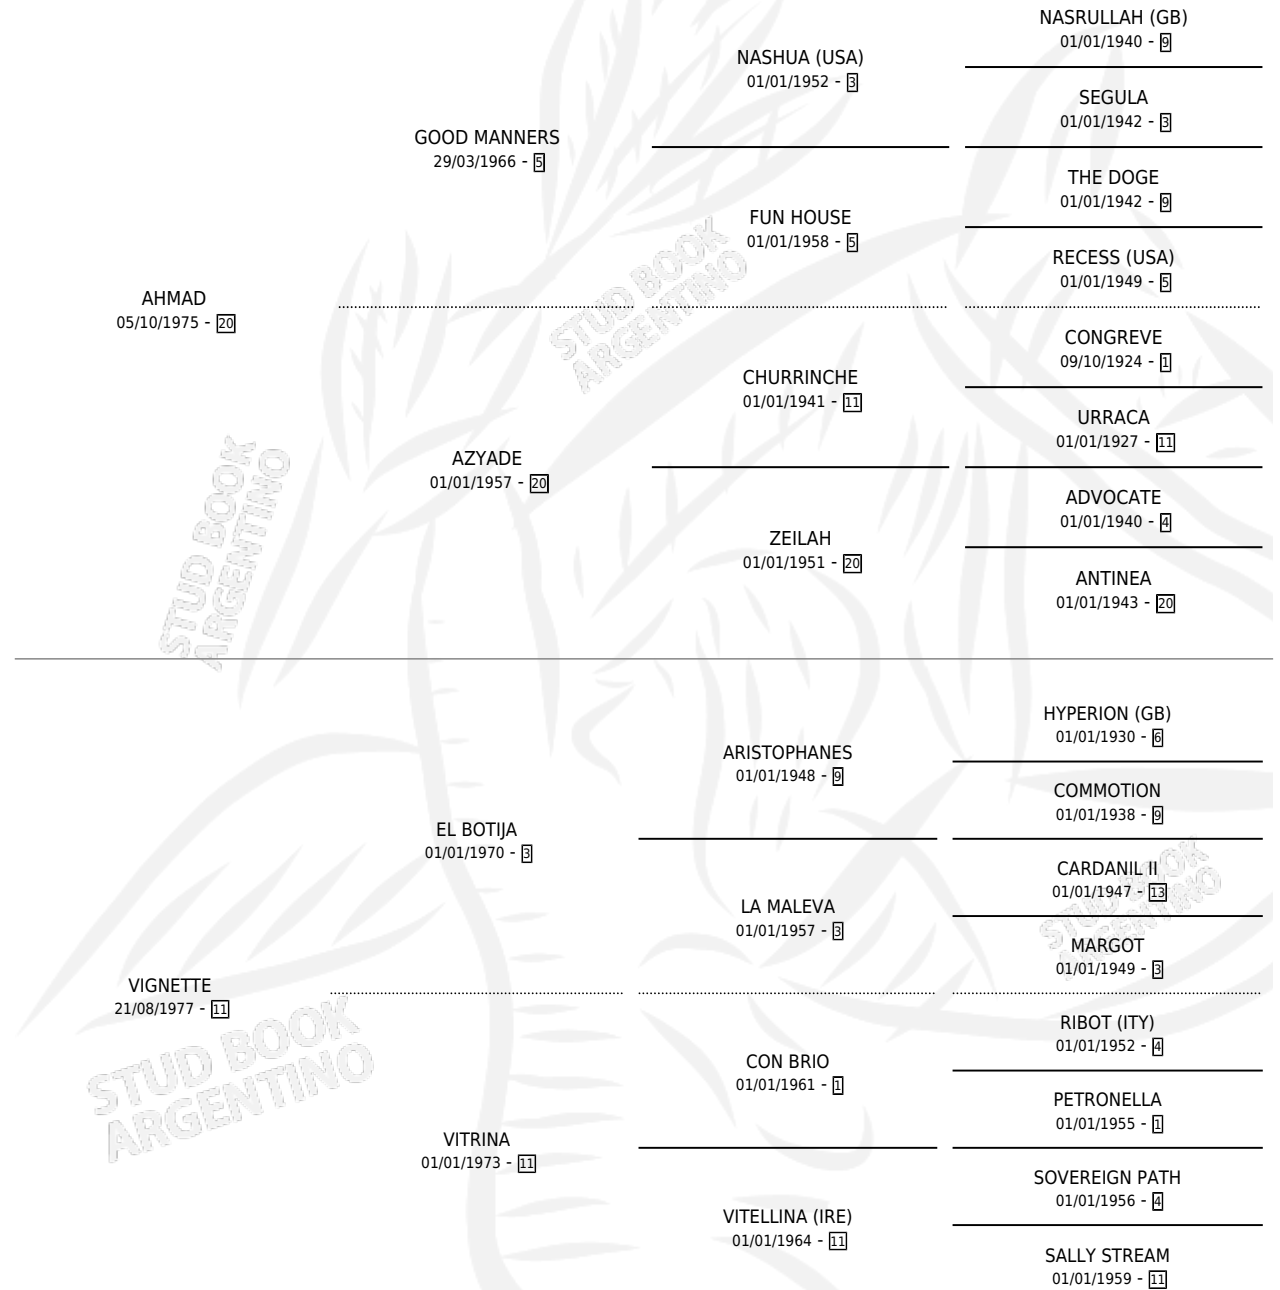 NASRULLAH (GB)
01/01/1940 - 9
NASHUA (USA)
01/01/1952 - 3
SEGULA
01/01/1942 - 3
GOOD MANNERS
29/03/1966 - 5
THE DOGE
01/01/1942 - 9
FUN HOUSE
01/01/1958 - 5
RECESS (USA)
01/01/1949 - 5
AHMAD
05/10/1975 - 20
STUD BOOK
ARGENTINO
CONGREVE
09/10/1924 - 1
CHURRINCHE
01/01/1941 - 11
URRACA
01/01/1927 - 11
AZYADE
01/01/1957 - 20
ADVOCATE
01/01/1940 - 4
ZEILAH
01/01/1951 - 20
ANTINEA
01/01/1943 - 20
STUD BOOK
ARGENTINO
HYPERION (GB)
01/01/1930 - 6
ARISTOPHANES
01/01/1948 - 9
COMMOTION
01/01/1938 - 9
EL BOTIJA
01/01/1970 - 3
CARDANIL II
01/01/1947 - 13
LA MALEVA
01/01/1957 - 3
STUD BOOK
ARGENTINO
MARGOT
01/01/1949 - 3
VIGNETTE
21/08/1977 - 11
RIBOT (ITY)
01/01/1952 - 4
CON BRIO
01/01/1961 - 1
STUD BOOK
ARGENTINO
PETRONELLA
01/01/1955 - 1
VITRINA
01/01/1973 - 11
SOVEREIGN PATH
01/01/1956 - 4
VITELLINA (IRE)
01/01/1964 - 11
SALLY STREAM
01/01/1959 - 11